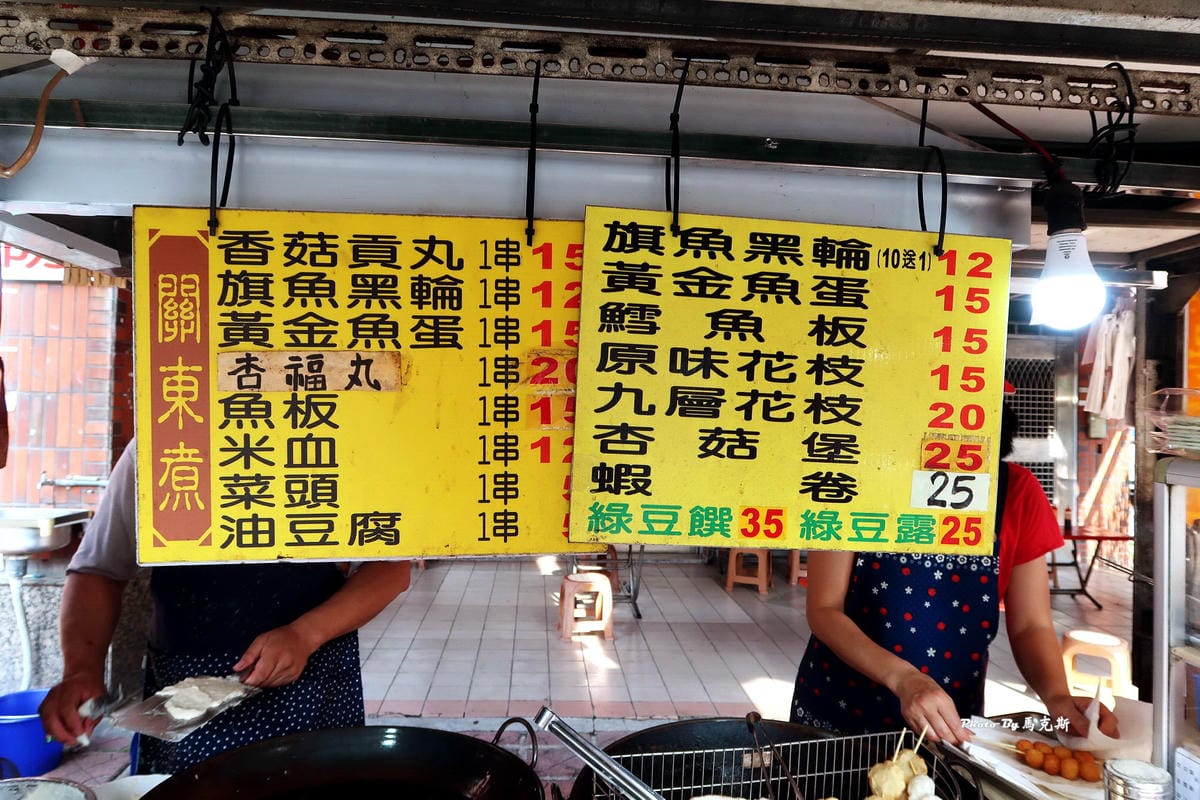 關東煮
香菇貢丸 1串 15
旗魚黑輪 1串 12
黃金魚蛋 1串 15
杏福丸 1串 20
魚板 1串 15
米血 1串 12
菜頭 1串
油豆腐 1串
旗魚黑輪(10送1) 12
黃金魚蛋 15
鱈魚板 15
原味花枝 15
九層花枝 20
杏菇堡 25
蝦卷 25
綠豆饌 35 綠豆露 25
Photo By 馬克斯